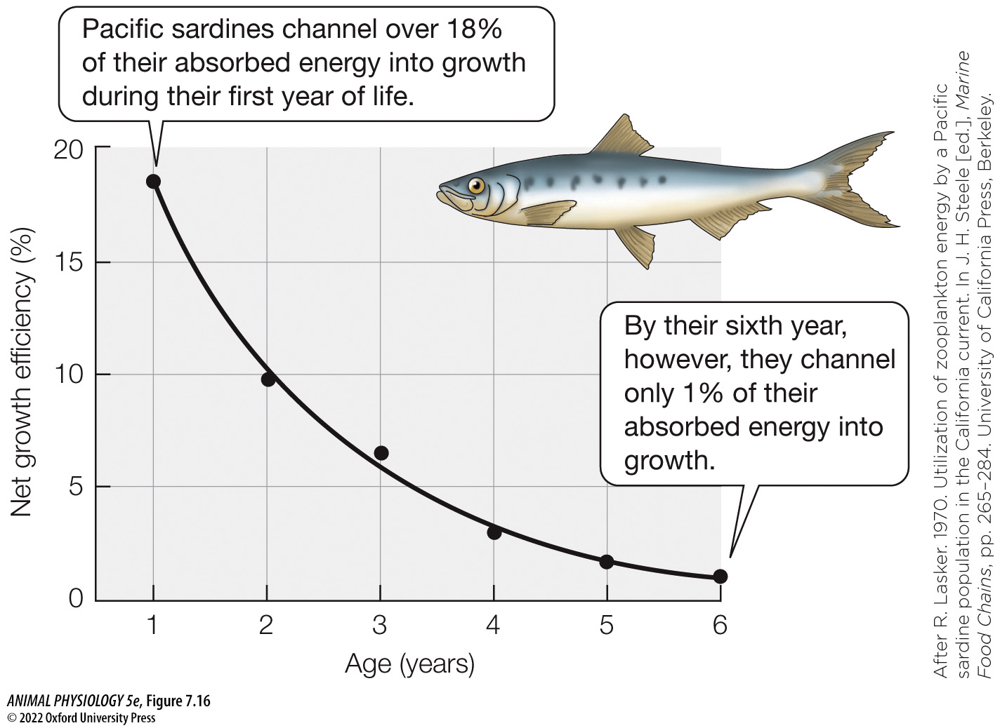 Pacific sardines channel over 18%
of their absorbed energy into growth
during their first year of life.
20
15
10
5
0
Net growth efficiency (%)
By their sixth year,
however, they channel
only 1% of their
absorbed energy into
growth.
1 2 3 4 5 6
Age (years)
After R. Lasker. 1970. Utilization of zooplankton energy by a Pacific
sardine population in the California current. In J. H. Steele [ed.], Marine
Food Chains, pp. 265–284. University of California Press, Berkeley.
ANIMAL PHYSIOLOGY 5e, Figure 7.16
© 2022 Oxford University Press